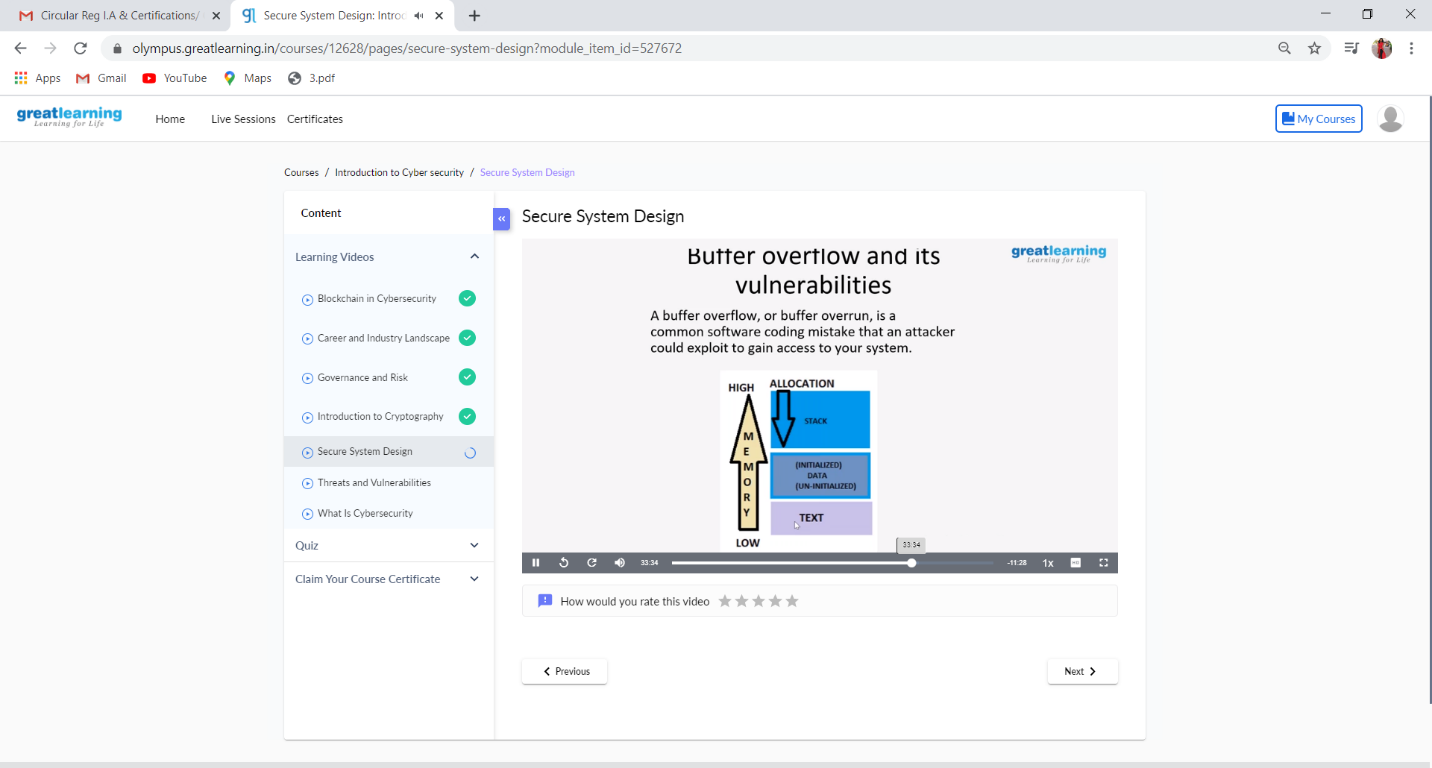 Circular Reg I.A & Certifications/
Secure System Design: Introd
olympus.greatlearning.in/courses/12628/pages/secure-system-design?module_item_id=527672
Apps Gmail YouTube Maps 3.pdf
greatlearning
Learning for Life
Home Live Sessions Certificates
My Courses
Courses / Introduction to Cyber security / Secure System Design
Content
Learning Videos
Blockchain in Cybersecurity
Career and Industry Landscape
Governance and Risk
Introduction to Cryptography
Secure System Design
Threats and Vulnerabilities
What Is Cybersecurity
Quiz
Claim Your Course Certificate
Secure System Design
greatlearning
Learning for Life
Buffer overflow and its
vulnerabilities
A buffer overflow, or buffer overrun, is a
common software coding mistake that an attacker
could exploit to gain access to your system.
HIGH ALLOCATION
MEMORY
STACK
(INITIALIZED)
DATA
(UN-INITIALIZED)
TEXT
LOW
33:34
33:34 -11:28 1x HD
How would you rate this video
Previous Next